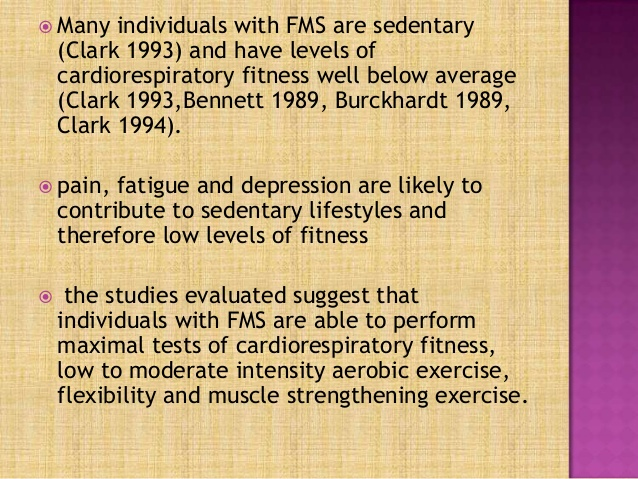 Many individuals with FMS are sedentary
(Clark 1993) and have levels of
cardiorespiratory fitness well below average
(Clark 1993,Bennett 1989, Burckhardt 1989,
Clark 1994).
pain, fatigue and depression are likely to
contribute to sedentary lifestyles and
therefore low levels of fitness
the studies evaluated suggest that
individuals with FMS are able to perform
maximal tests of cardiorespiratory fitness,
low to moderate intensity aerobic exercise,
flexibility and muscle strengthening exercise.